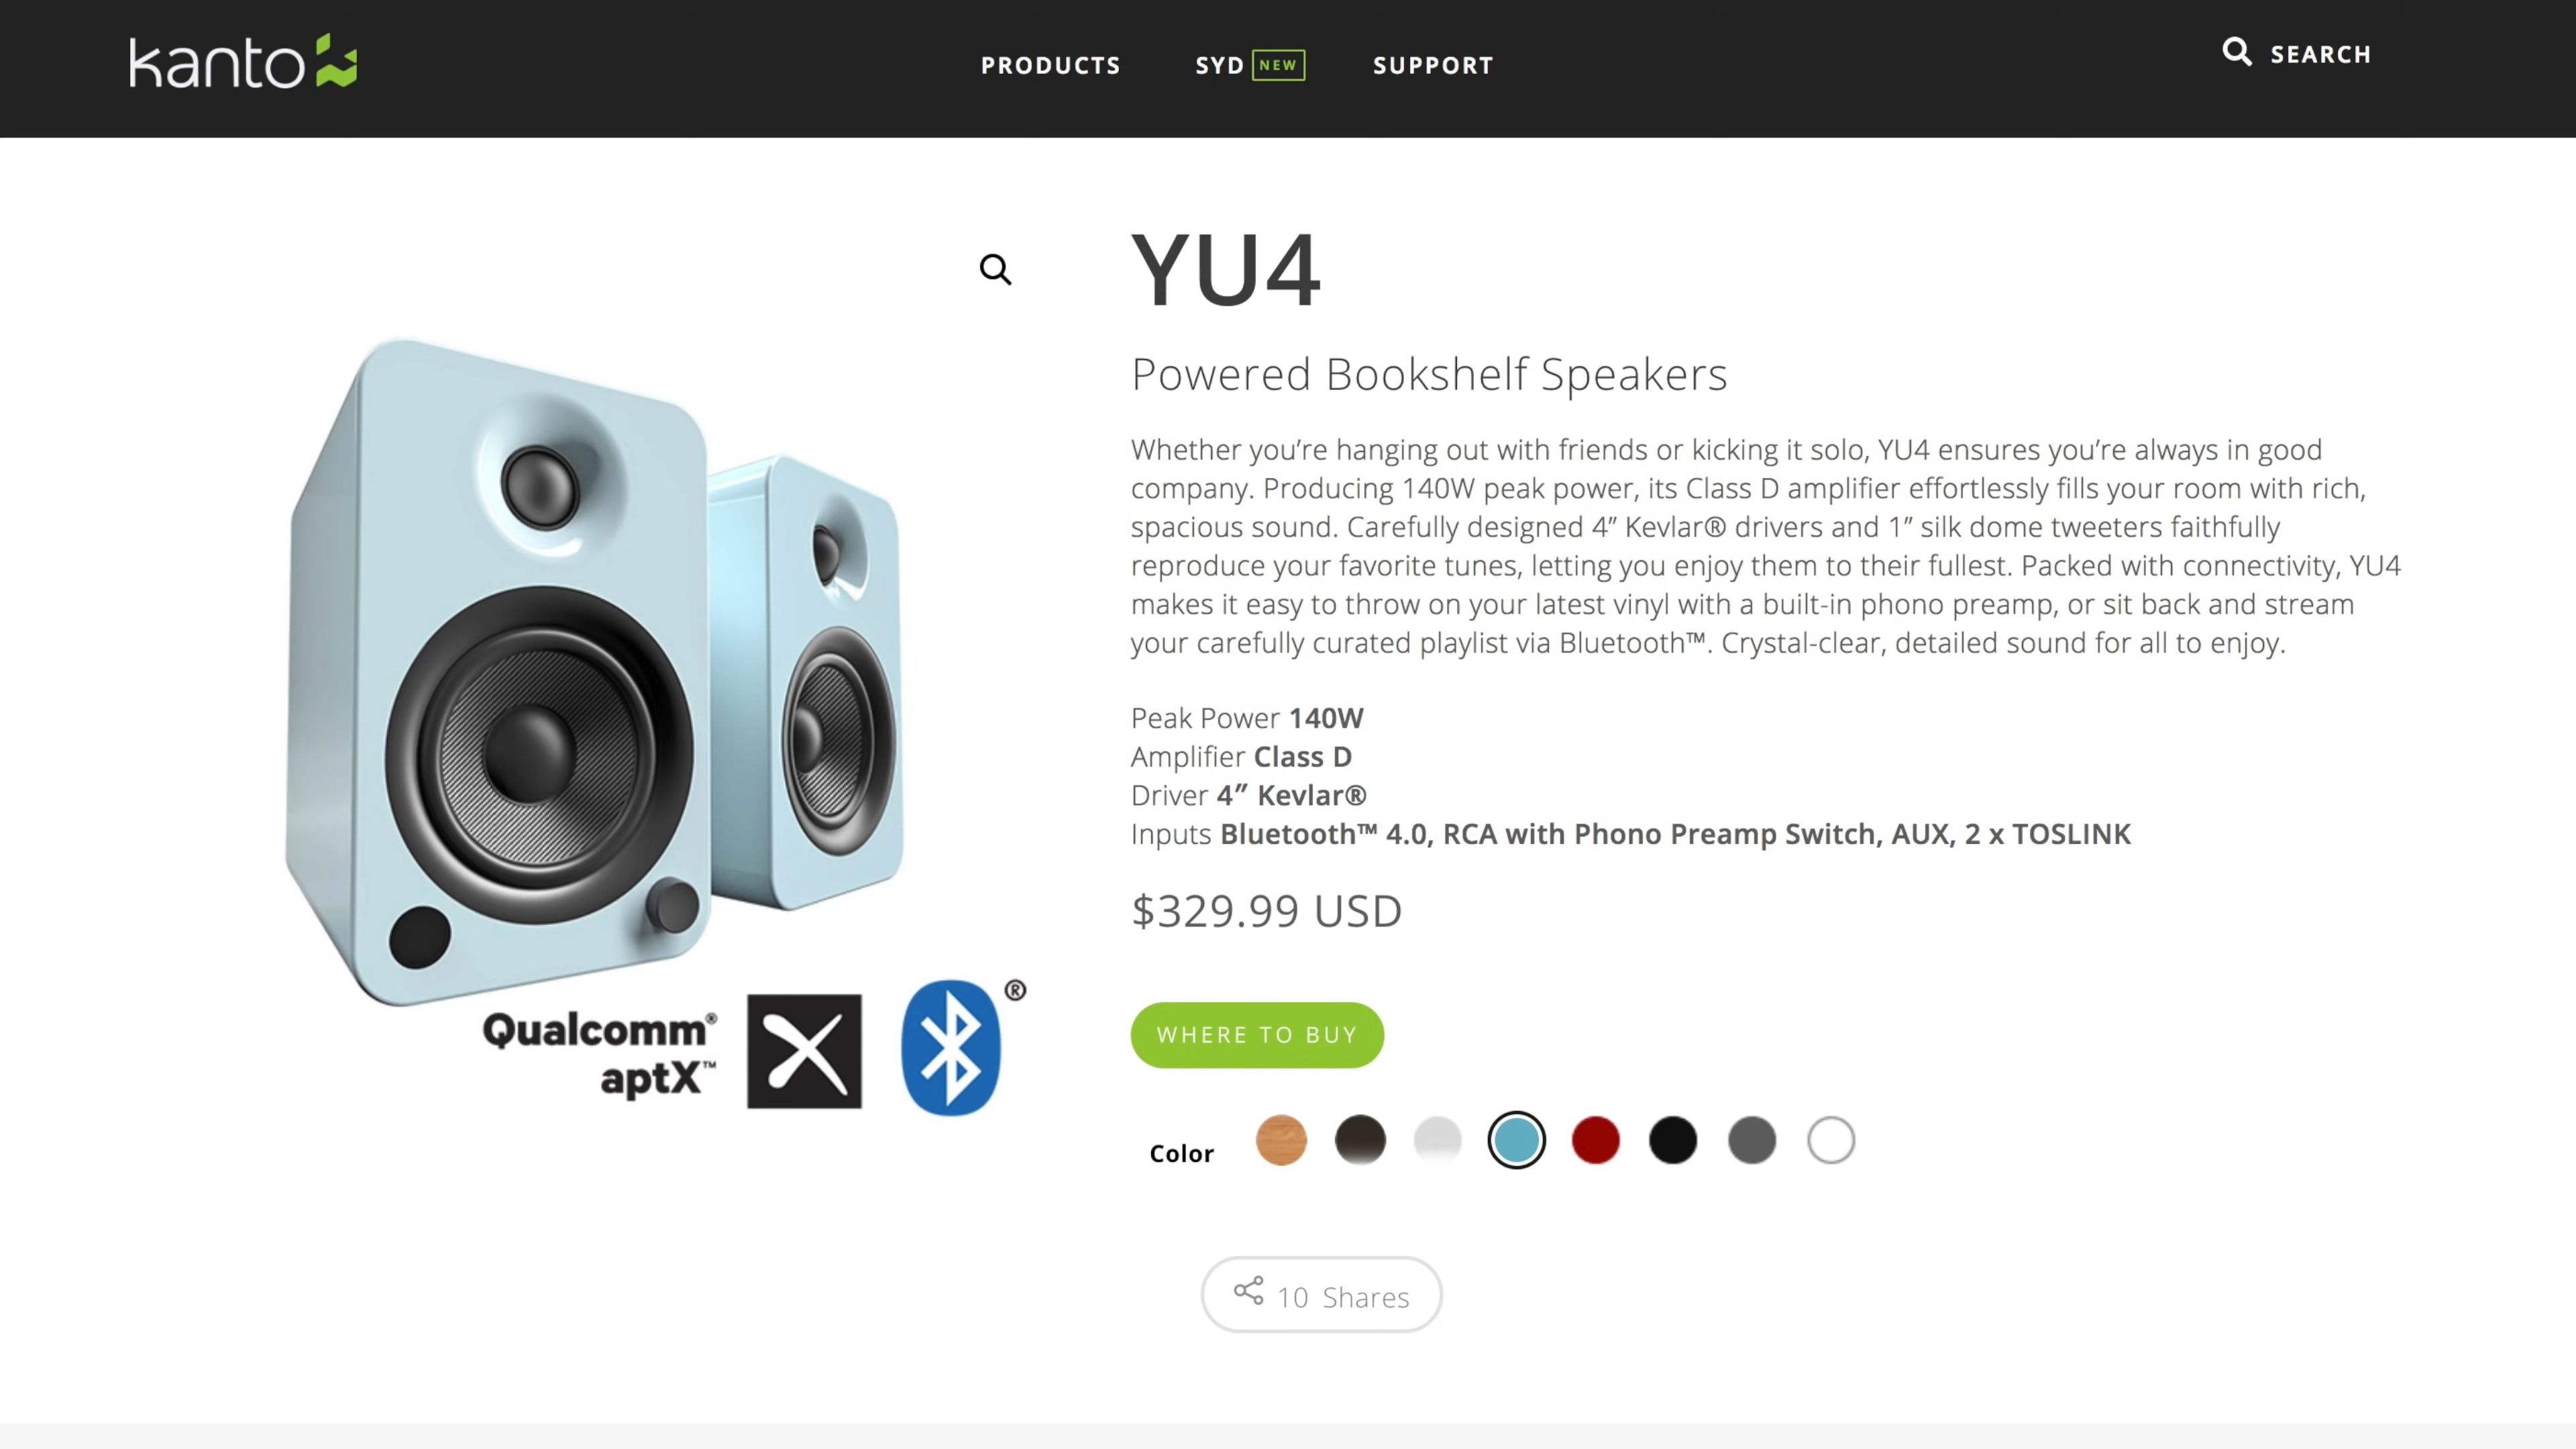 kanto
PRODUCTS
SYD NEW
SUPPORT
SEARCH
YU4
Powered Bookshelf Speakers
Whether you’re hanging out with friends or kicking it solo, YU4 ensures you’re always in good
company. Producing 140W peak power, its Class D amplifier effortlessly fills your room with rich,
spacious sound. Carefully designed 4″ Kevlar® drivers and 1″ silk dome tweeters faithfully
reproduce your favorite tunes, letting you enjoy them to their fullest. Packed with connectivity, YU4
makes it easy to throw on your latest vinyl with a built-in phono preamp, or sit back and stream
your carefully curated playlist via Bluetooth™. Crystal-clear, detailed sound for all to enjoy.
Peak Power 140W
Amplifier Class D
Driver 4″ Kevlar®
Inputs Bluetooth™ 4.0, RCA with Phono Preamp Switch, AUX, 2 x TOSLINK
$329.99 USD
Qualcomm®
aptX™
®
WHERE TO BUY
Color
10 Shares